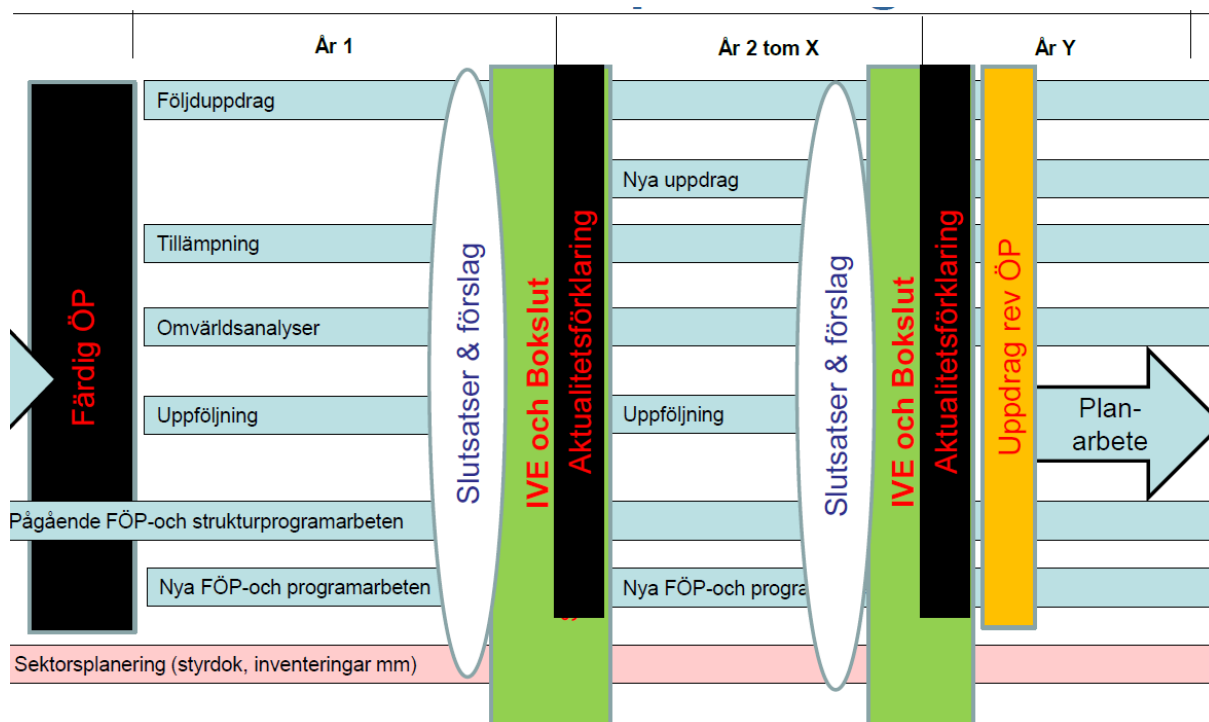 År 1
År 2 tom X
År Y
Färdig ÖP
Följduppdrag
Tillämpning
Omvärldsanalyser
Uppföljning
Pågående FÖP-och strukturprogramarbeten
Nya FÖP-och programarbeten
Sektorsplanering (styrdok, inventeringar mm)
Slutsatser & förslag
IVE och Bokslut
Aktualitetsförklaring
Nya uppdrag
Uppföljning
Nya FÖP-och progra
Slutsatser & förslag
IVE och Bokslut
Aktualitetsförklaring
Uppdrag rev ÖP
Plan-
arbete